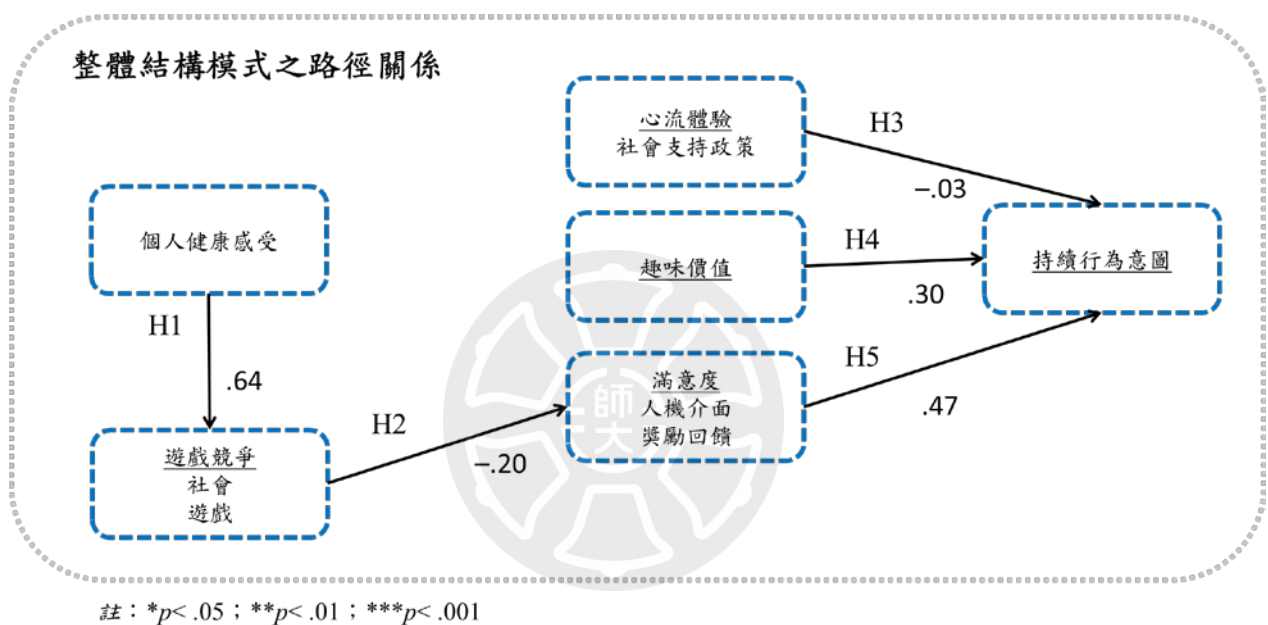 整體結構模式之路徑關係
心流體驗
社會支持政策
H3
–.03
個人健康感受
H1
.64
趣味價值
H4
.30
持續行為意圖
遊戲競爭
社會
遊戲
H2
–.20
滿意度
人機介面
獎勵回饋
H5
.47
師
大
註：*p< .05；**p< .01；***p< .001